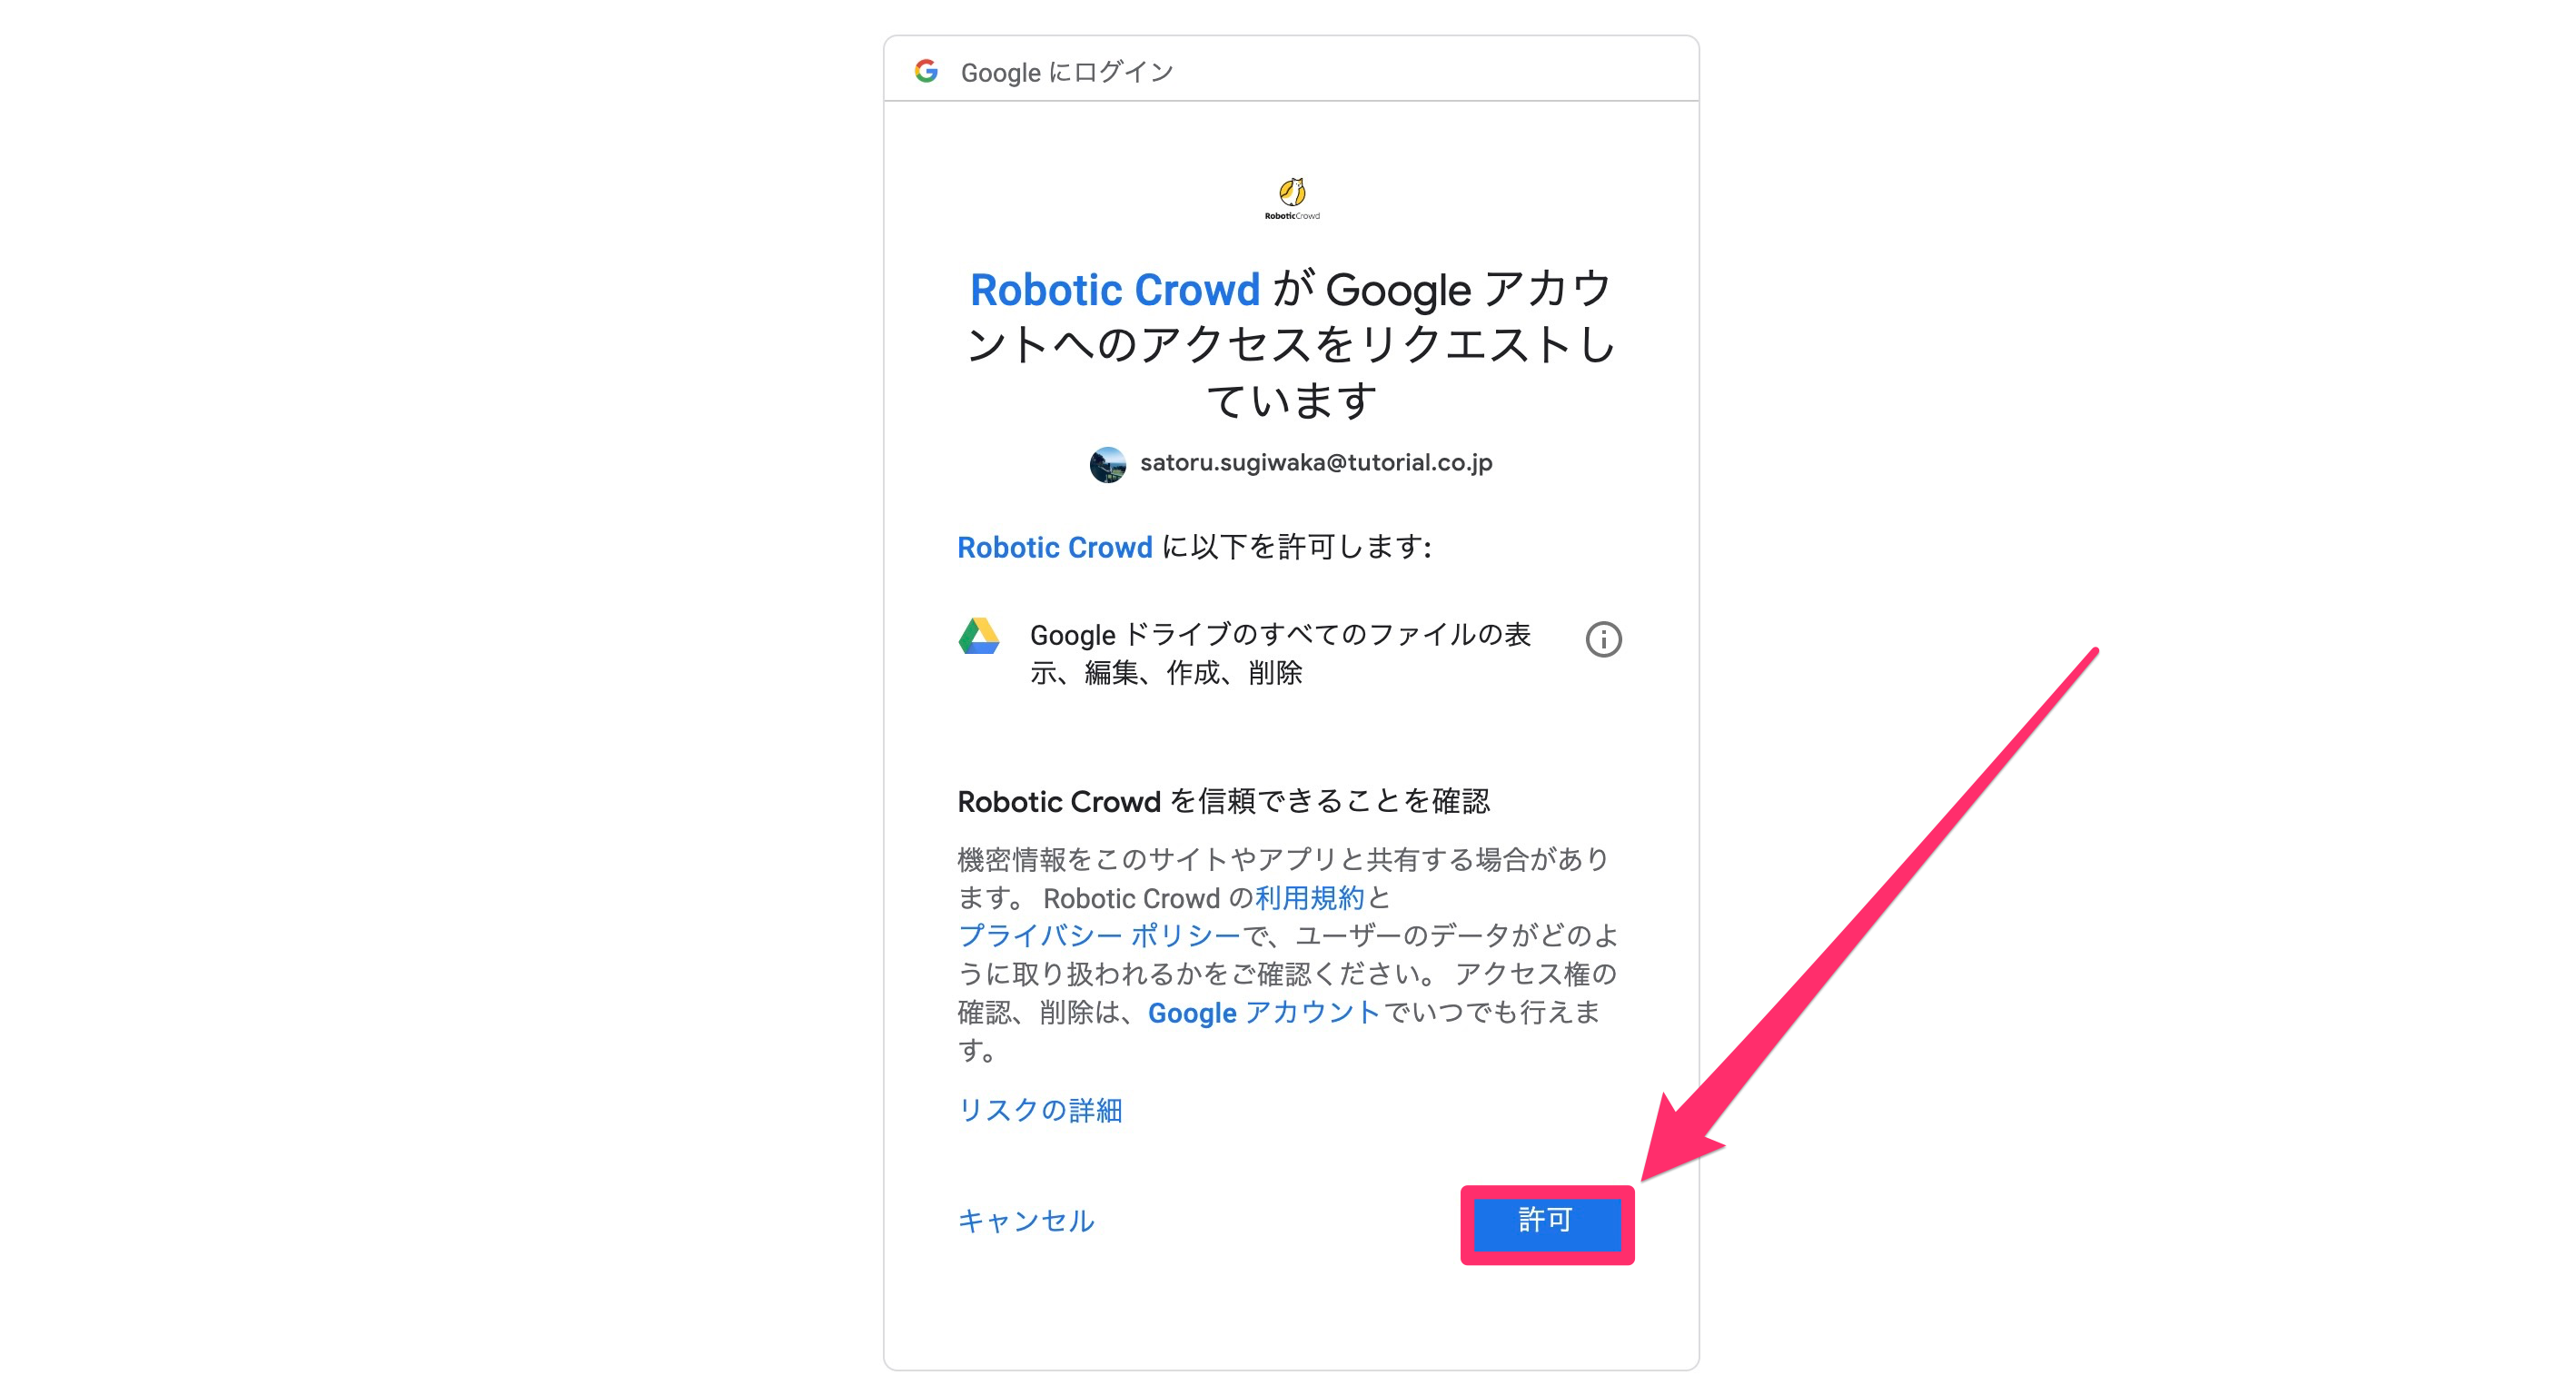 Google にログイン
RoboticCrowd
Robotic Crowd が Google アカウ
ントへのアクセスをリクエストし
ています
satoru.sugiwaka@tutorial.co.jp
Robotic Crowd に以下を許可します:
Google ドライブのすべてのファイルの表
示、編集、作成、削除
Robotic Crowd を信頼できることを確認
機密情報をこのサイトやアプリと共有する場合があり
ます。 Robotic Crowd の利用規約と
プライバシー ポリシーで、ユーザーのデータがどのよ
うに取り扱われるかをご確認ください。 アクセス権の
確認、削除は、Google アカウントでいつでも行えま
す。
リスクの詳細
キャンセル
許可